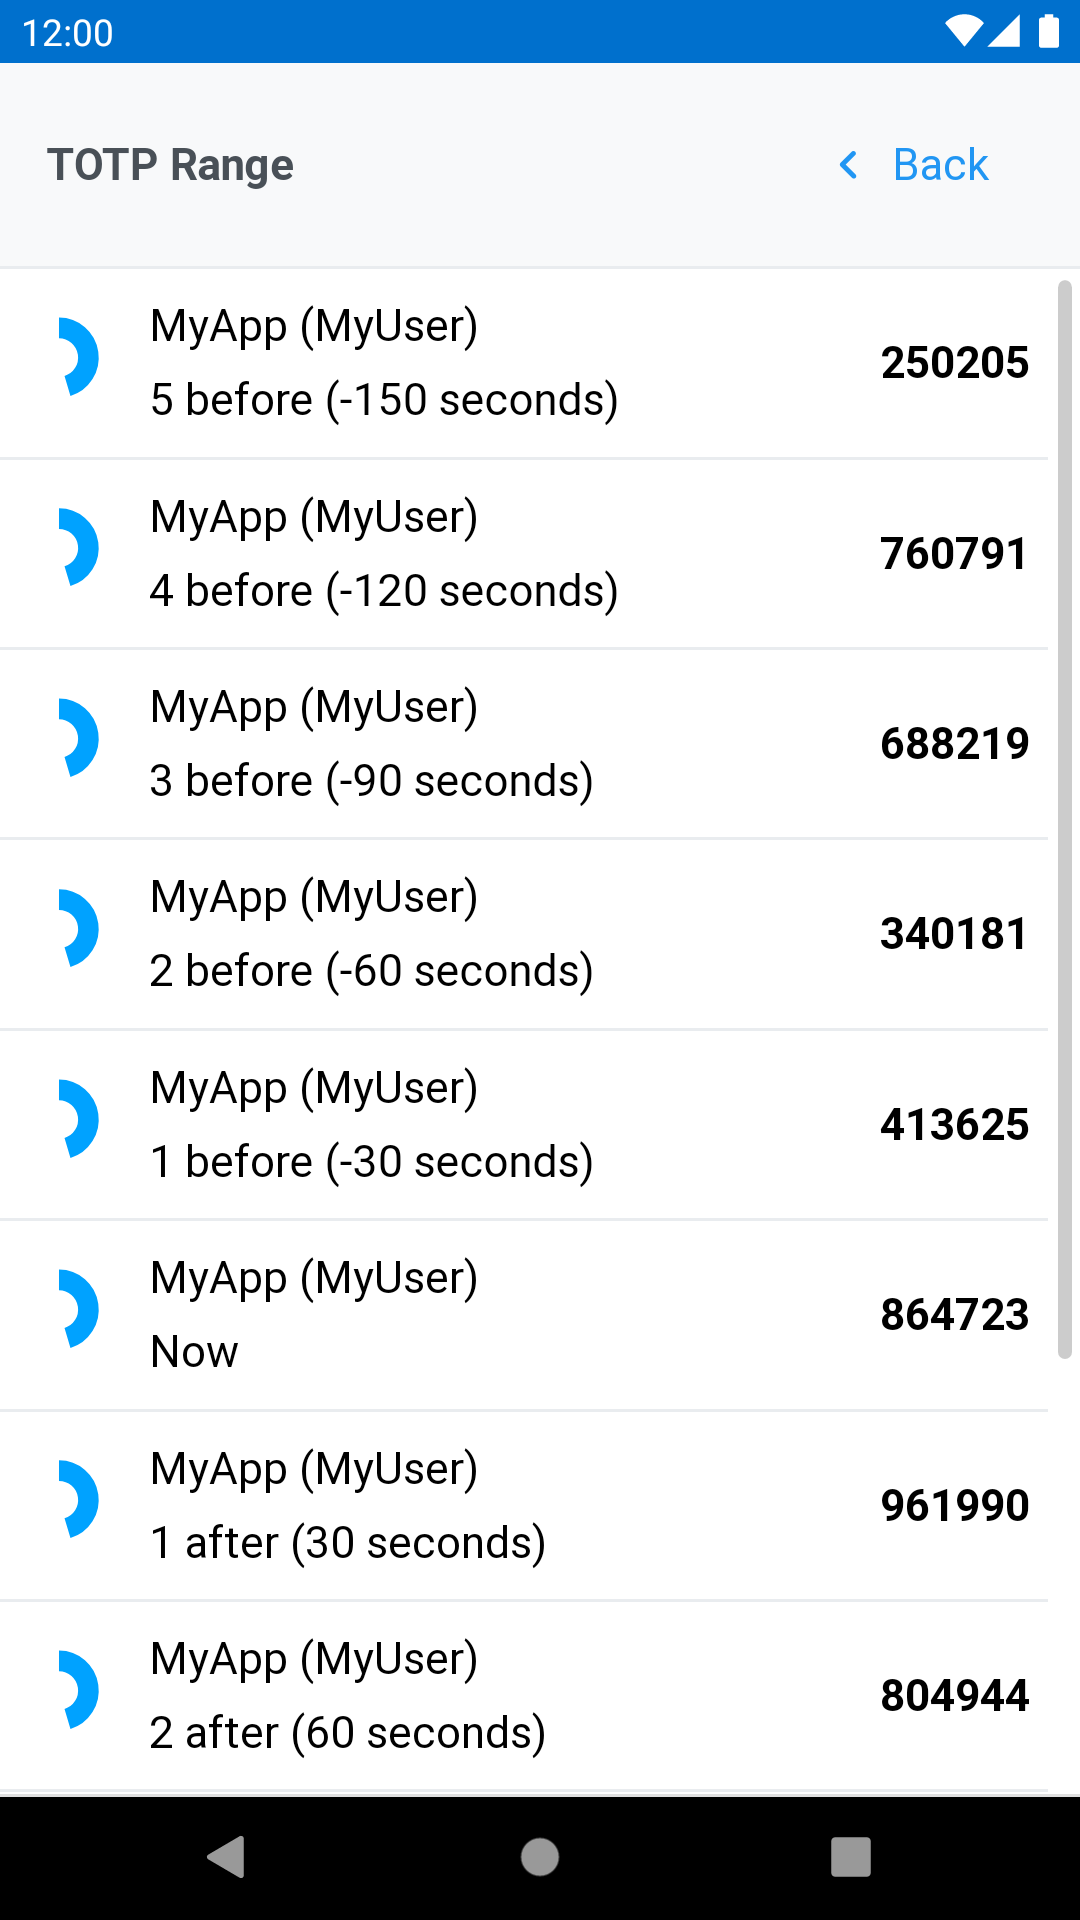 12:00
TOTP Range
Back
MyApp (MyUser)
5 before (-150 seconds)
250205
MyApp (MyUser)
4 before (-120 seconds)
760791
MyApp (MyUser)
3 before (-90 seconds)
688219
MyApp (MyUser)
2 before (-60 seconds)
340181
MyApp (MyUser)
1 before (-30 seconds)
413625
MyApp (MyUser)
Now
864723
MyApp (MyUser)
1 after (30 seconds)
961990
MyApp (MyUser)
2 after (60 seconds)
804944